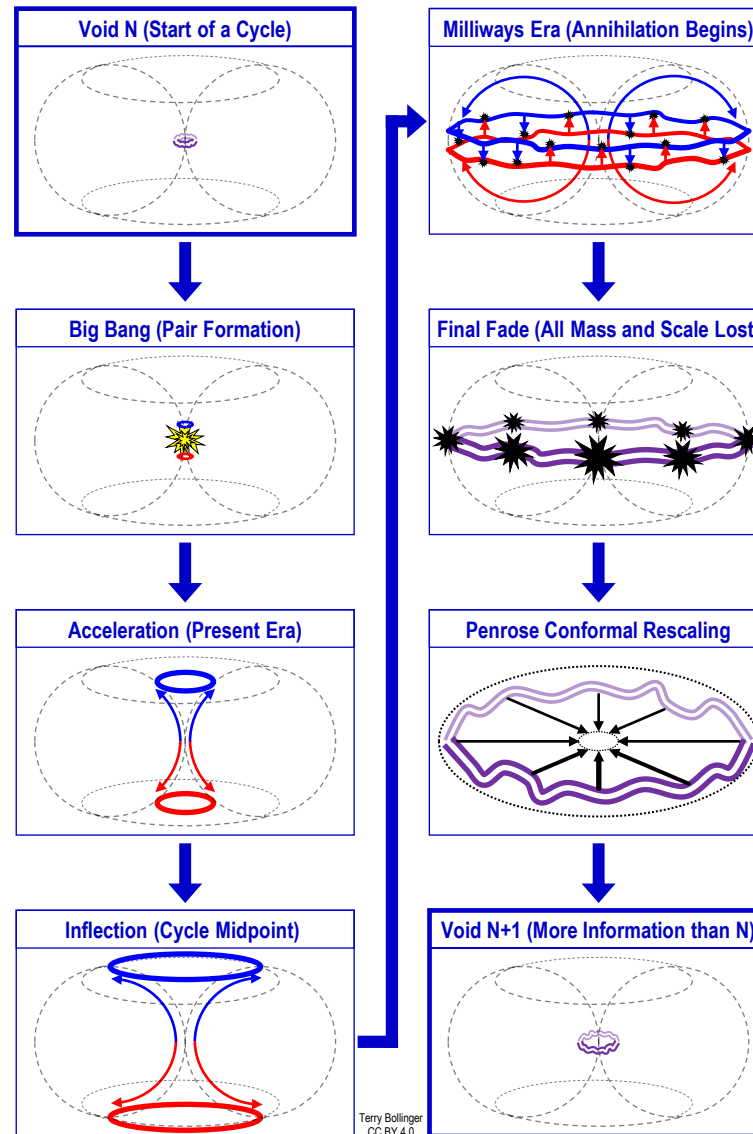 Void N (Start of a Cycle)
Big Bang (Pair Formation)
Acceleration (Present Era)
Inflection (Cycle Midpoint)
Milliways Era (Annihilation Begins)
Final Fade (All Mass and Scale Lost
Penrose Conformal Rescaling
Void N+1 (More Information than N)
Terry Bollinger
CC BY 4.0